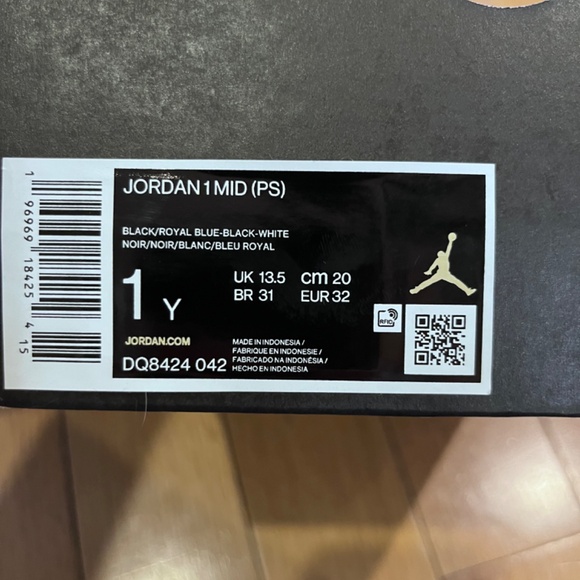 JORDAN 1 MID (PS)
BLACK/ROYAL BLUE-BLACK-WHITE
NOIR/NOIR/BLANC/BLEU ROYAL
1 Y
UK 13.5 cm 20
BR 31 EUR 32
RFID
JORDAN.COM
DQ8424 042
MADE IN INDONESIA /
FABRIQUE EN INDONESIE /
FABRICADO NA INDONÉSIA /
HECHO EN INDONESIA
1 96969 18425 4 15